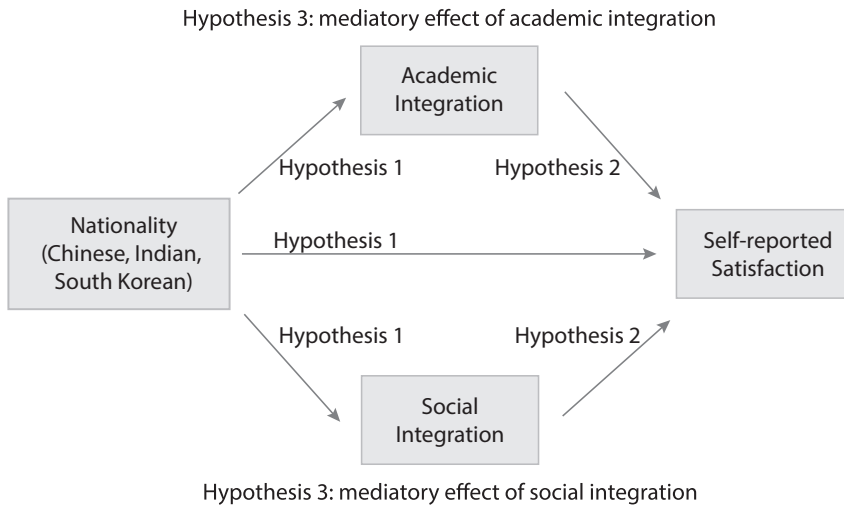 Hypothesis 3: mediatory effect of academic integration
Academic
Integration
Hypothesis 1
Hypothesis 2
Nationality
(Chinese, Indian,
South Korean)
Hypothesis 1
Self-reported
Satisfaction
Hypothesis 1
Hypothesis 2
Social
Integration
Hypothesis 3: mediatory effect of social integration